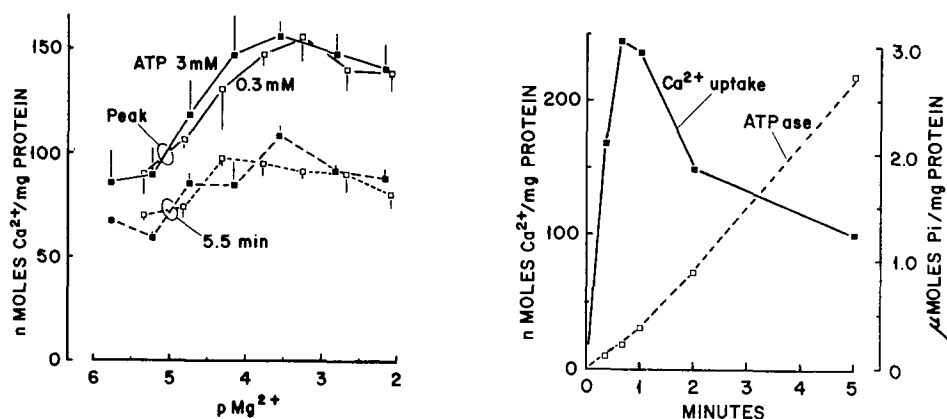 n MOLES Ca²⁺/mg PROTEIN
150
100
50
0
ATP 3 mM
0.3 mM
Peak
5.5 min
6 5 4 3 2
p Mg²⁺
n MOLES Ca²⁺/mg PROTEIN
200
100
0
Ca²⁺ uptake
ATPase
3.0
2.0
1.0
0
μMOLES Pi/mg PROTEIN
0 1 2 3 4 5
MINUTES